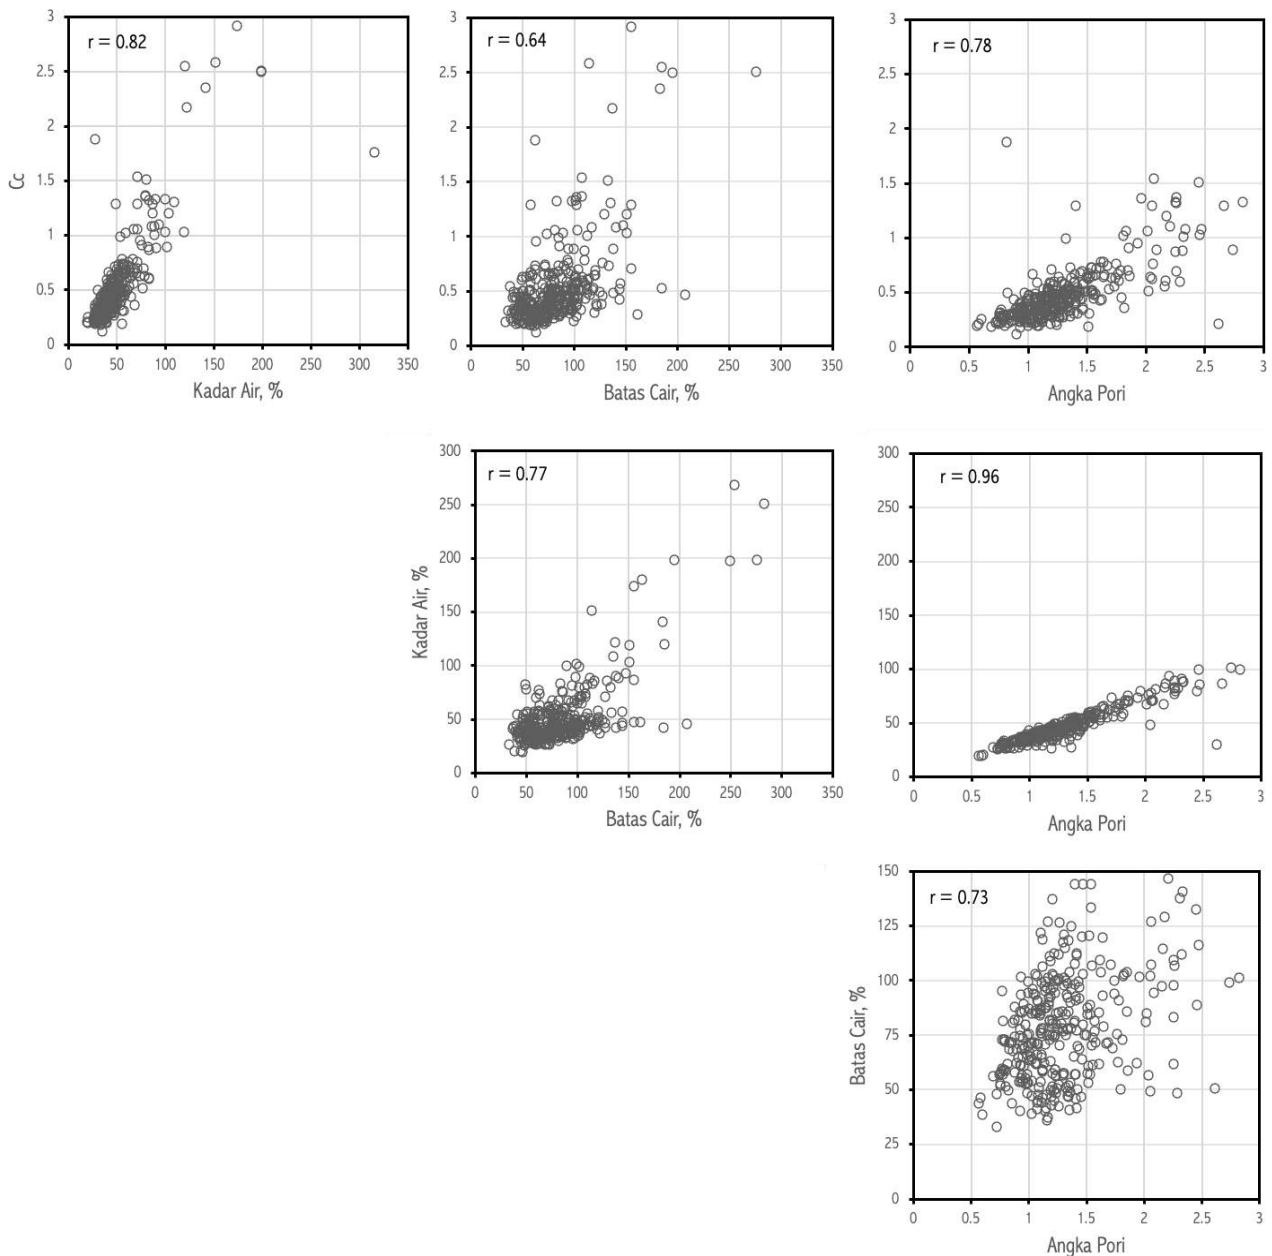 3
2.5
2
1.5
1
0.5
0
Cc
r = 0.82
0 50 100 150 200 250 300 350
Kadar Air, %
3
2.5
2
1.5
1
0.5
0
r = 0.64
0 50 100 150 200 250 300 350
Batas Cair, %
3
2.5
2
1.5
1
0.5
0
r = 0.78
0 0.5 1 1.5 2 2.5 3
Angka Pori
300
250
200
150
100
50
0
Kadar Air, %
r = 0.77
0 50 100 150 200 250 300 350
Batas Cair, %
300
250
200
150
100
50
0
r = 0.96
0 0.5 1 1.5 2 2.5 3
Angka Pori
150
125
100
75
50
25
0
Batas Cair, %
r = 0.73
0 0.5 1 1.5 2 2.5 3
Angka Pori